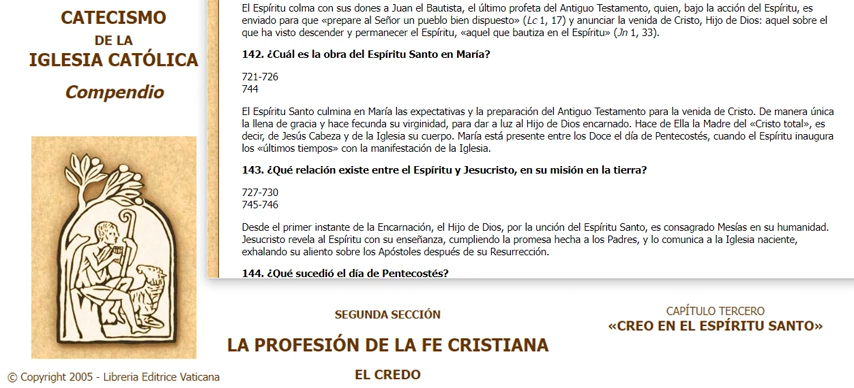 CATECISMO
DE LA
IGLESIA CATÓLICA
Compendio
El Espíritu colma con sus dones a Juan el Bautista, el último profeta del Antiguo Testamento, quien, bajo la acción del Espíritu, es
enviado para que «prepare al Señor un pueblo bien dispuesto» (Lc 1, 17) y anunciar la venida de Cristo, Hijo de Dios: aquel sobre el
que ha visto descender y permanecer el Espíritu, «aquel que bautiza en el Espíritu» (Jn 1, 33).
142. ¿Cuál es la obra del Espíritu Santo en María?
721-726
744
El Espíritu Santo culmina en María las expectativas y la preparación del Antiguo Testamento para la venida de Cristo. De manera única
la llena de gracia y hace fecunda su virginidad, para dar a luz al Hijo de Dios encarnado. Hace de Ella la Madre del «Cristo total», es
decir, de Jesús Cabeza y de la Iglesia su cuerpo. María está presente entre los Doce el día de Pentecostés, cuando el Espíritu inaugura
los «últimos tiempos» con la manifestación de la Iglesia.
143. ¿Qué relación existe entre el Espíritu y Jesucristo, en su misión en la tierra?
727-730
745-746
Desde el primer instante de la Encarnación, el Hijo de Dios, por la unción del Espíritu Santo, es consagrado Mesías en su humanidad.
Jesucristo revela al Espíritu con su enseñanza, cumpliendo la promesa hecha a los Padres, y lo comunica a la Iglesia naciente,
exhalando su aliento sobre los Apóstoles después de su Resurrección.
144. ¿Qué sucedió el día de Pentecostés?
SEGUNDA SECCIÓN
LA PROFESIÓN DE LA FE CRISTIANA
EL CREDO
CAPÍTULO TERCERO
«CREO EN EL ESPÍRITU SANTO»
© Copyright 2005 - Libreria Editrice Vaticana